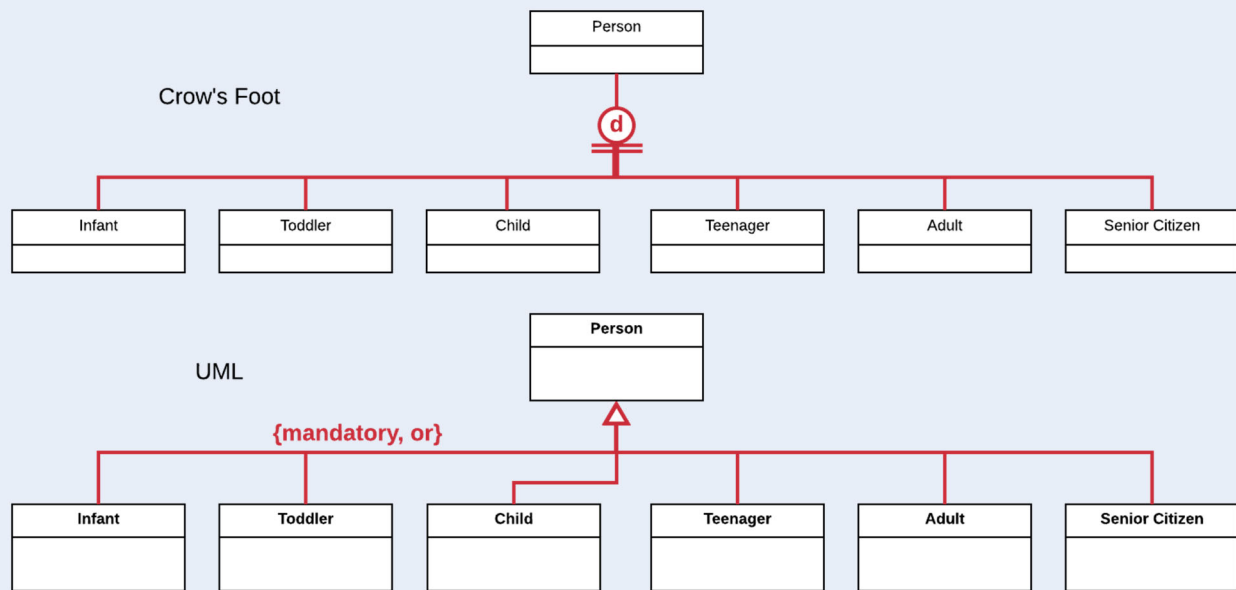 Person
Crow's Foot
d
Infant
Toddler
Child
Teenager
Adult
Senior Citizen
Person
UML
{mandatory, or}
Infant
Toddler
Child
Teenager
Adult
Senior Citizen